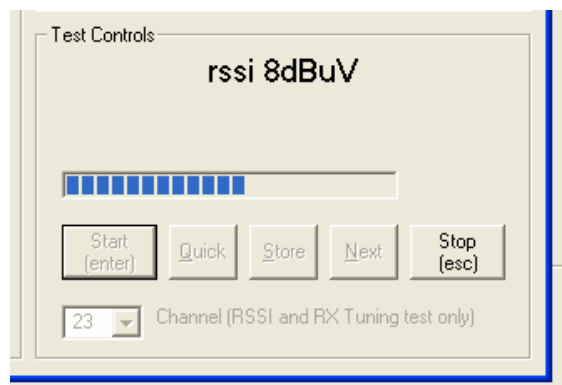 Test Controls
rssi 8dBuV
Start
(enter)
Quick
Store
Next
Stop
(esc)
23
Channel (RSSI and RX Tuning test only)